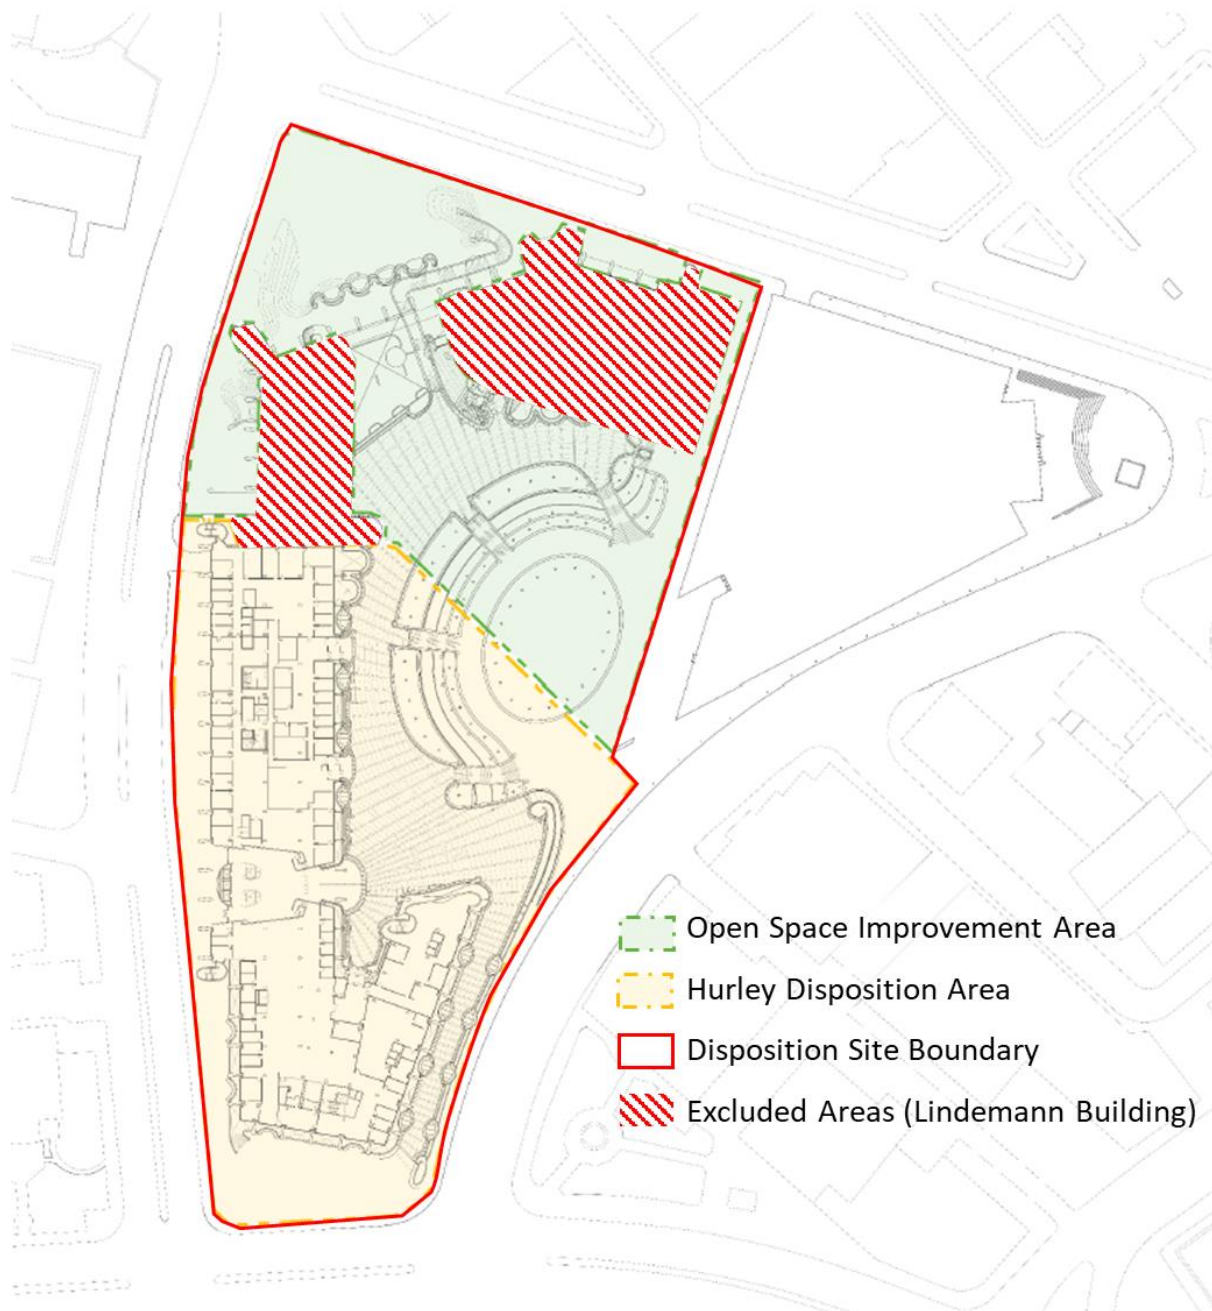 Open Space Improvement Area
Hurley Disposition Area
Disposition Site Boundary
Excluded Areas (Lindemann Building)